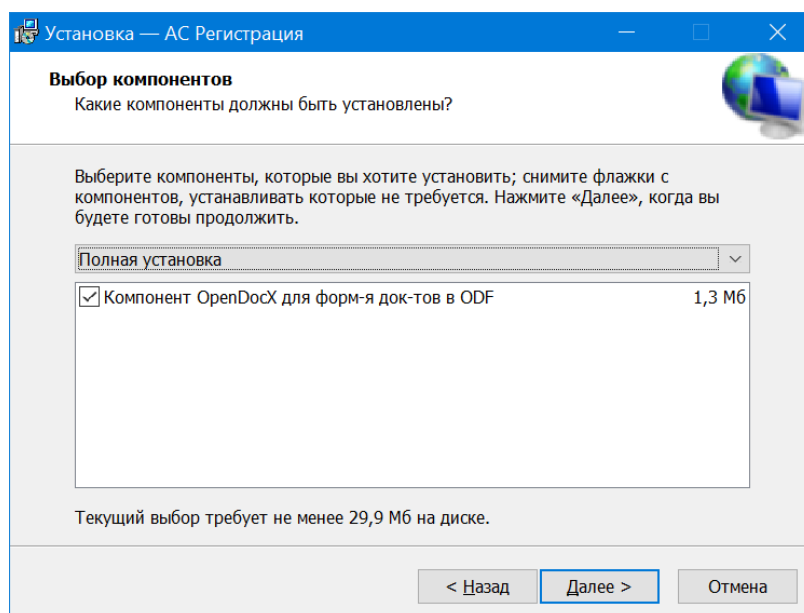 Установка — АС Регистрация
Выбор компонентов
Какие компоненты должны быть установлены?
Выберите компоненты, которые вы хотите установить; снимите флажки с
компонентов, устанавливать которые не требуется. Нажмите «Далее», когда вы
будете готовы продолжить.
Полная установка
Компонент OpenDocX для форм-я док-тов в ODF 1,3 Мб
Текущий выбор требует не менее 29,9 Мб на диске.
< Назад Далее > Отмена